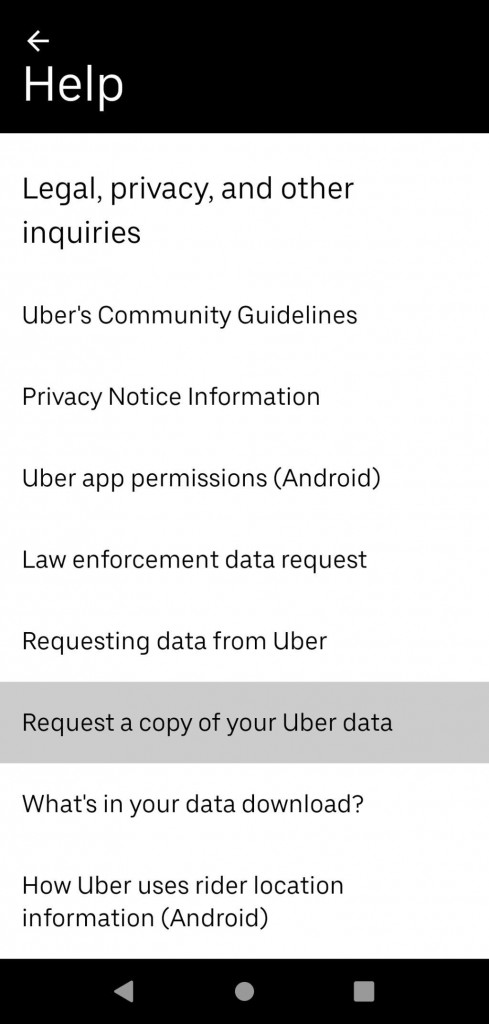 Help
Legal, privacy, and other
inquiries
Uber's Community Guidelines
Privacy Notice Information
Uber app permissions (Android)
Law enforcement data request
Requesting data from Uber
Request a copy of your Uber data
What's in your data download?
How Uber uses rider location
information (Android)